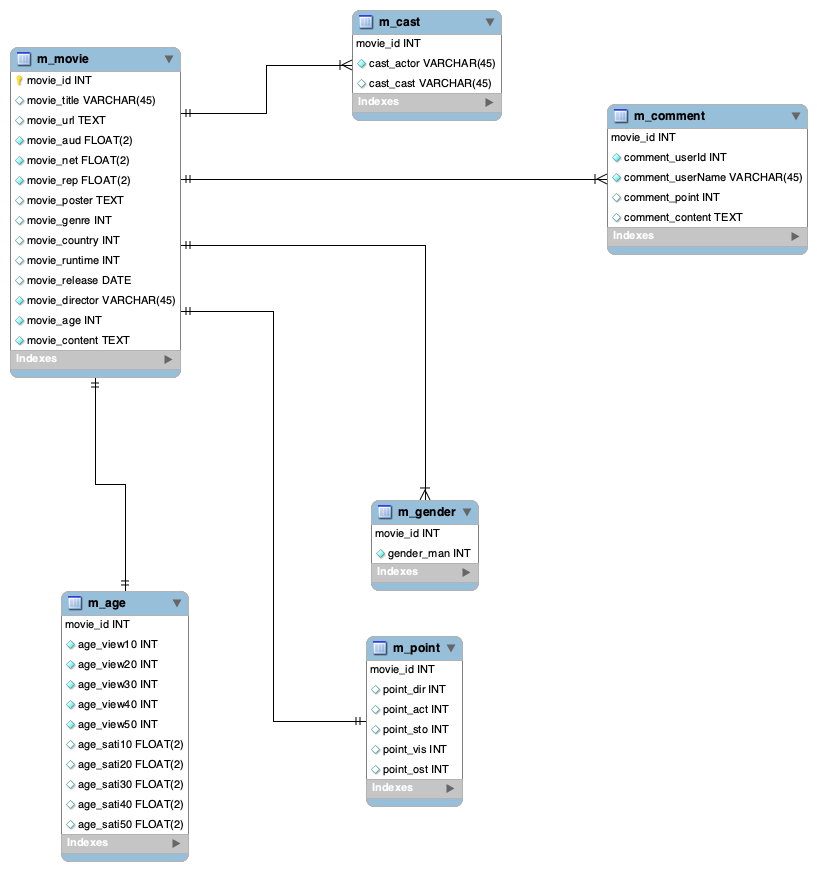 m_movie
movie_id INT
movie_title VARCHAR(45)
movie_url TEXT
movie_aud FLOAT(2)
movie_net FLOAT(2)
movie_rep FLOAT(2)
movie_poster TEXT
movie_genre INT
movie_country INT
movie_runtime INT
movie_release DATE
movie_director VARCHAR(45)
movie_age INT
movie_content TEXT
Indexes
m_cast
movie_id INT
cast_actor VARCHAR(45)
cast_cast VARCHAR(45)
Indexes
m_comment
movie_id INT
comment_userId INT
comment_userName VARCHAR(45)
comment_point INT
comment_content TEXT
Indexes
m_gender
movie_id INT
gender_man INT
Indexes
m_age
movie_id INT
age_view10 INT
age_view20 INT
age_view30 INT
age_view40 INT
age_view50 INT
age_sati10 FLOAT(2)
age_sati20 FLOAT(2)
age_sati30 FLOAT(2)
age_sati40 FLOAT(2)
age_sati50 FLOAT(2)
Indexes
m_point
movie_id INT
point_dir INT
point_act INT
point_sto INT
point_vis INT
point_ost INT
Indexes